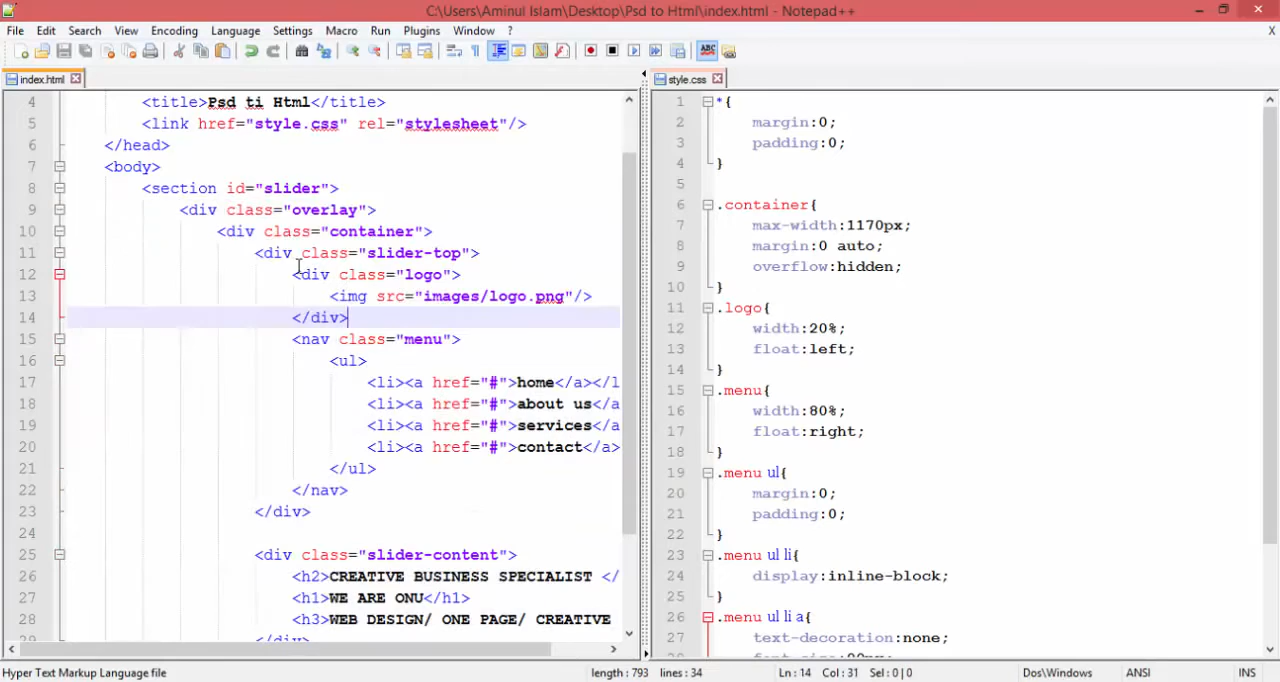 C:\Users\Aminul Islam\Desktop\Psd to Html\index.html - Notepad++
File Edit Search View Encoding Language Settings Macro Run Plugins Window ? X
index.html
4 <title>Psd ti Html</title>
5 <link href="style.css" rel="stylesheet"/>
6 </head>
7 <body>
8 <section id="slider">
9 <div class="overlay">
10 <div class="container">
11 <div class="slider-top">
12 <div class="logo">
13 <img src="images/logo.png"/>
14 </div>
15 <nav class="menu">
16 <ul>
17 <li><a href="#">home</a></l
18 <li><a href="#">about us</a
19 <li><a href="#">services</a
20 <li><a href="#">contact</a>
21 </ul>
22 </nav>
23 </div>
24
25 <div class="slider-content">
26 <h2>CREATIVE BUSINESS SPECIALIST </
27 <h1>WE ARE ONU</h1>
28 <h3>WEB DESIGN/ ONE PAGE/ CREATIVE
29 </div>
style.css
1 *{
2 margin:0;
3 padding:0;
4 }
5
6 .container{
7 max-width:1170px;
8 margin:0 auto;
9 overflow:hidden;
10 }
11 .logo{
12 width:20%;
13 float:left;
14 }
15 .menu{
16 width:80%;
17 float:right;
18 }
19 .menu ul{
20 margin:0;
21 padding:0;
22 }
23 .menu ul li{
24 display:inline-block;
25 }
26 .menu ul li a{
27 text-decoration:none;
Hyper Text Markup Language file length : 793 lines : 34 Ln : 14 Col : 31 Sel : 0 | 0 Dos\Windows ANSI INS